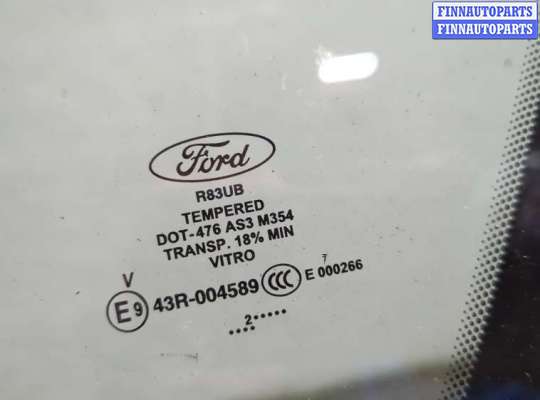 FINNAUTOPARTS
FINNAUTOPARTS
Ford
R83UB
TEMPERED
DOT-476 AS3 M354
TRANSP. 18% MIN
VITRO
V
E9 43R-004589 CCC E 000266
....2.....